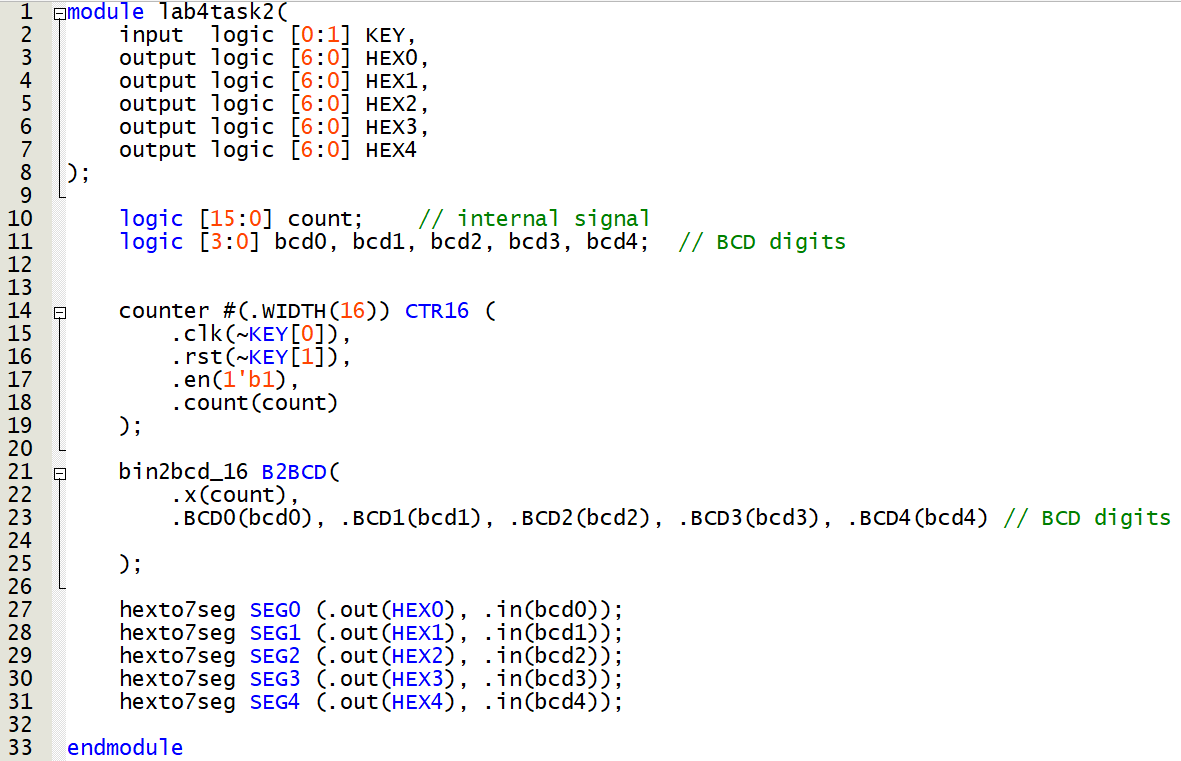 1 module lab4task2(
2 input logic [0:1] KEY,
3 output logic [6:0] HEX0,
4 output logic [6:0] HEX1,
5 output logic [6:0] HEX2,
6 output logic [6:0] HEX3,
7 output logic [6:0] HEX4
8 );
9
10 logic [15:0] count; // internal signal
11 logic [3:0] bcd0, bcd1, bcd2, bcd3, bcd4; // BCD digits
12
13
14 counter #(.WIDTH(16)) CTR16 (
15 .clk(~KEY[0]),
16 .rst(~KEY[1]),
17 .en(1'b1),
18 .count(count)
19 );
20
21 bin2bcd_16 B2BCD(
22 .x(count),
23 .BCD0(bcd0), .BCD1(bcd1), .BCD2(bcd2), .BCD3(bcd3), .BCD4(bcd4) // BCD digits
24
25 );
26
27 hexto7seg SEG0 (.out(HEX0), .in(bcd0));
28 hexto7seg SEG1 (.out(HEX1), .in(bcd1));
29 hexto7seg SEG2 (.out(HEX2), .in(bcd2));
30 hexto7seg SEG3 (.out(HEX3), .in(bcd3));
31 hexto7seg SEG4 (.out(HEX4), .in(bcd4));
32
33 endmodule